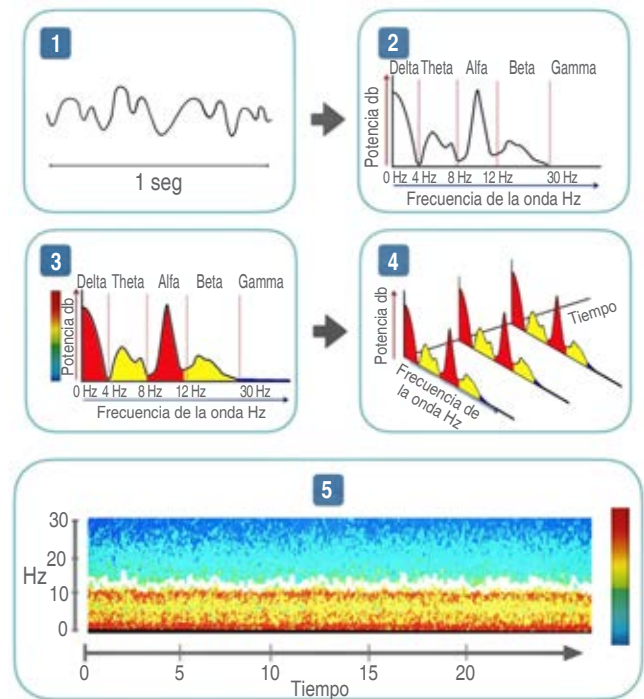 1
1 seg
2
Delta Theta Alfa Beta Gamma
Potencia db
0 Hz 4 Hz 8 Hz 12 Hz 30 Hz
Frecuencia de la onda Hz
3
Delta Theta Alfa Beta Gamma
Potencia db
0 Hz 4 Hz 8 Hz 12 Hz 30 Hz
Frecuencia de la onda Hz
4
Potencia db
Tiempo
Frecuencia de
la onda Hz
5
30
20
Hz
10
0
0 5 10 15 20
Tiempo